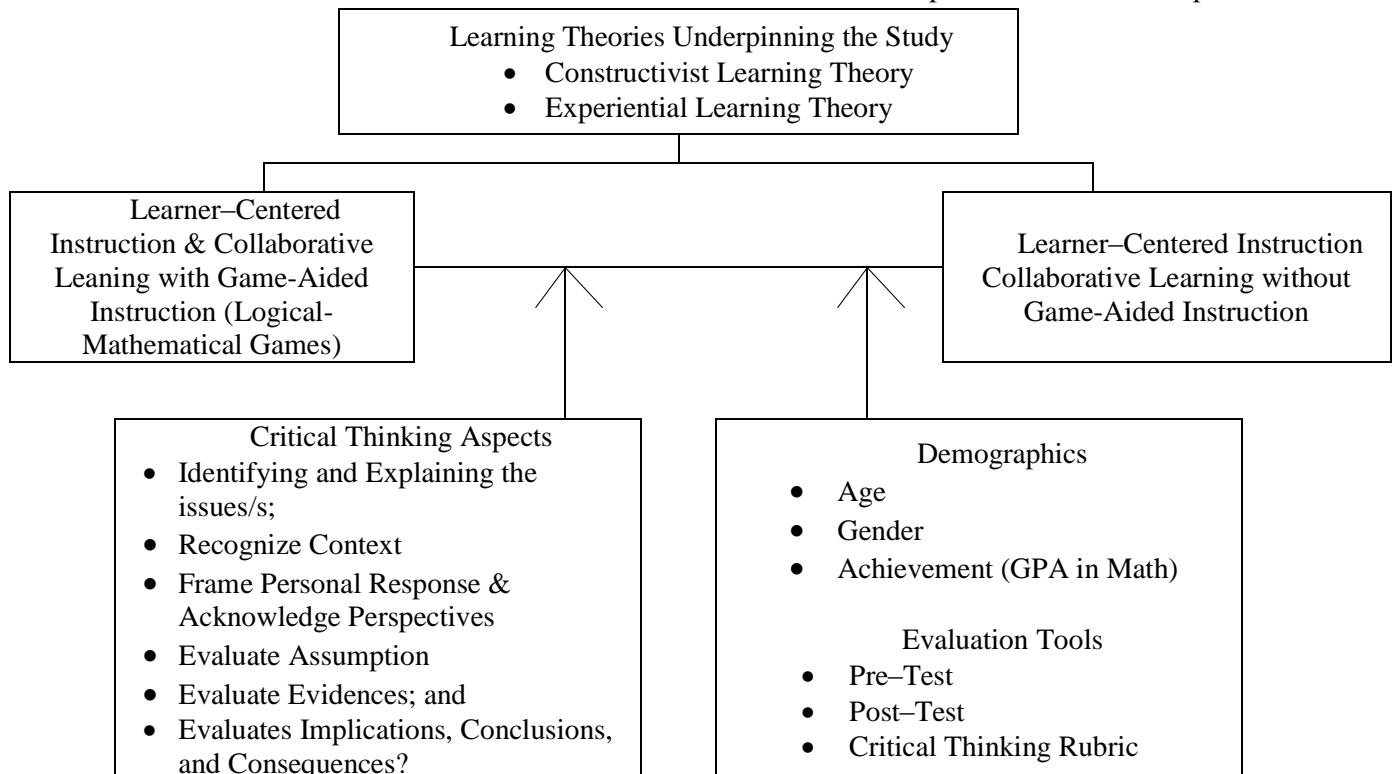 Learning Theories Underpinning the Study
• Constructivist Learning Theory
• Experiential Learning Theory
Learner–Centered
Instruction & Collaborative
Leaning with Game-Aided
Instruction (Logical-
Mathematical Games)
Learner–Centered Instruction
Collaborative Learning without
Game-Aided Instruction
Critical Thinking Aspects
• Identifying and Explaining the
issues/s;
• Recognize Context
• Frame Personal Response &
Acknowledge Perspectives
• Evaluate Assumption
• Evaluate Evidences; and
• Evaluates Implications, Conclusions,
and Consequences?
Demographics
• Age
• Gender
• Achievement (GPA in Math)
Evaluation Tools
• Pre–Test
• Post–Test
• Critical Thinking Rubric